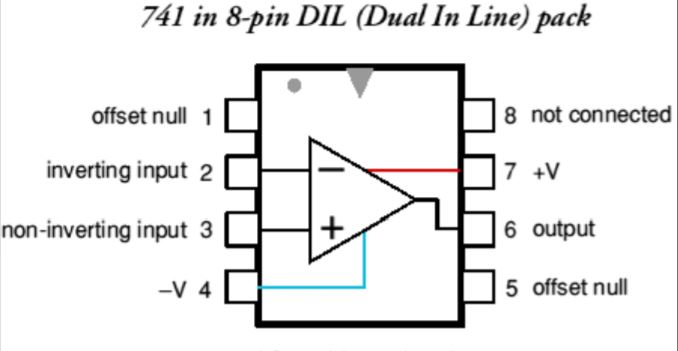 741 in 8-pin DIL (Dual In Line) pack
offset null 1
8 not connected
inverting input 2
7 +V
non-inverting input 3
6 output
–V 4
5 offset null
–
+